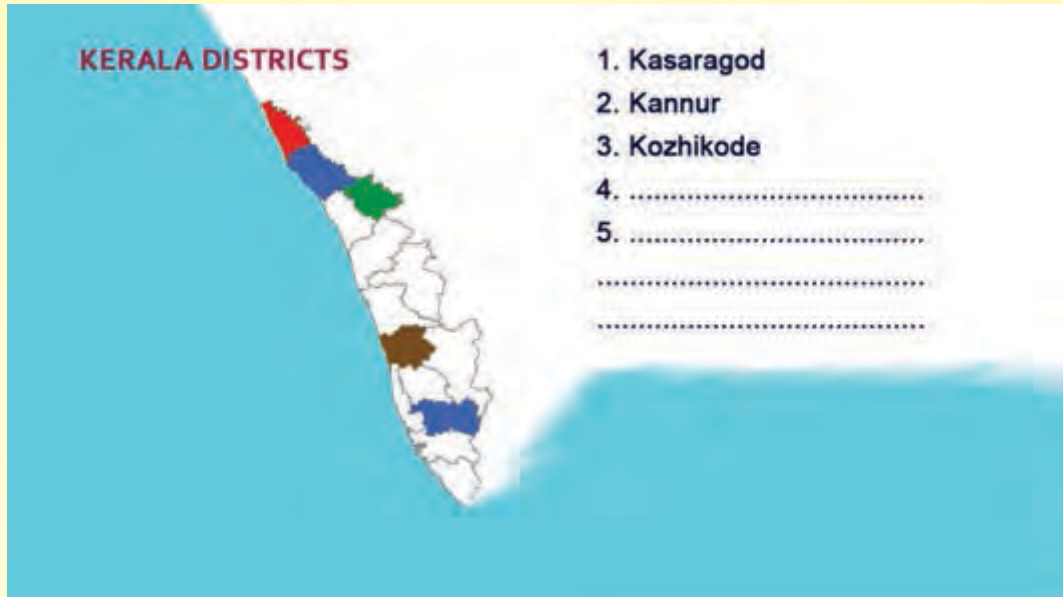 KERALA DISTRICTS
1. Kasaragod
2. Kannur
3. Kozhikode
4. ..........................................
5. ..........................................
...............................................
...............................................